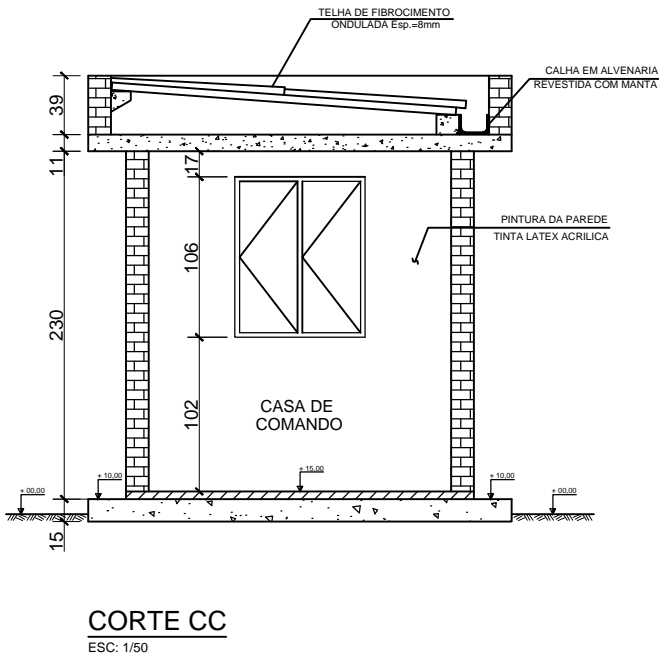 TELHA DE FIBROCIMENTO
ONDULADA Esp.=8mm
CALHA EM ALVENARIA
REVESTIDA COM MANTA
39
11
17
PINTURA DA PAREDE
TINTA LATEX ACRILICA
106
230
102
CASA DE
COMANDO
+ 00,00
+ 10,00
+ 15,00
+ 10,00
+ 00,00
15
CORTE CC
ESC: 1/50